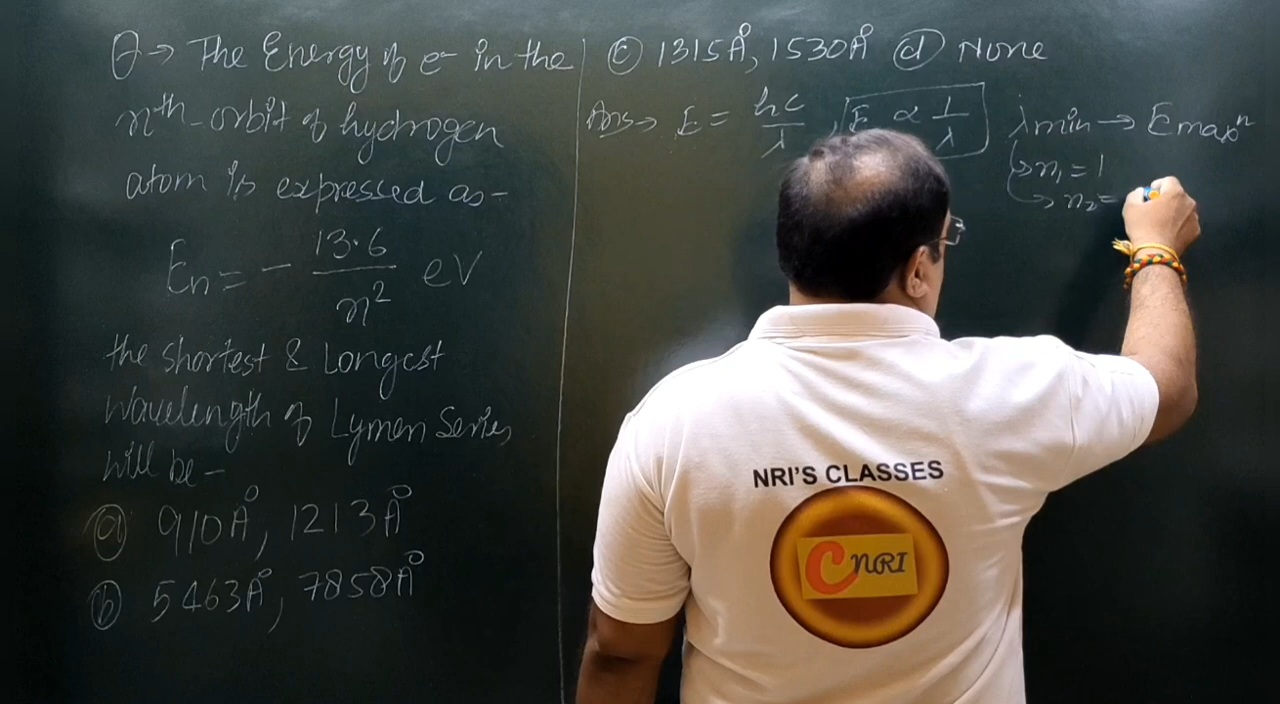 Q→ The Energy of e⁻ in the
nth orbit of hydrogen
atom is expressed as-
En = - 13.6/n² eV
the shortest & Longest
Wavelength of Lymen Series
will be -
(a) 910Å, 1213Å
(b) 5463Å, 7858Å
(c) 1315Å, 1530Å (d) None
Ans→ E = hc/λ, E ∝ 1/λ
λmin → Emaxⁿ
→ n₁ = 1
→ n₂ =
NRI'S CLASSES
CNRI